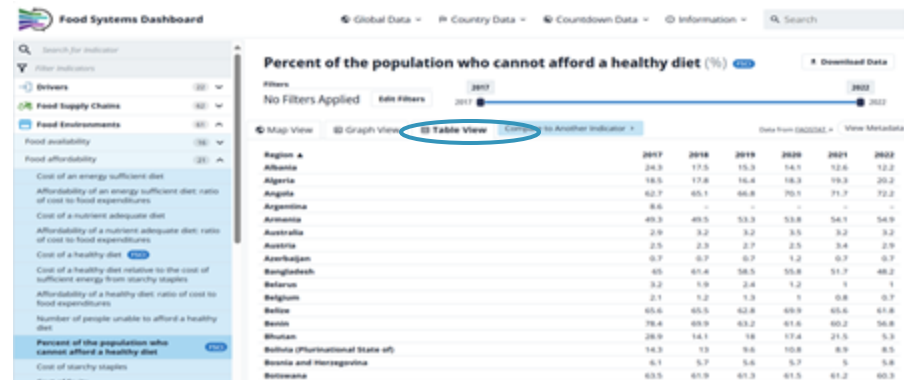 Food Systems Dashboard
Global Data
Country Data
Countdown Data
Information
Search
Search for indicator
Filter indicators
Drivers 22
Food Supply Chains 62
Food Environments 61
Food availability 16
Food affordability 21
Cost of an energy sufficient diet
Affordability of an energy sufficient diet: ratio
of cost to food expenditures
Cost of a nutrient adequate diet
Affordability of a nutrient adequate diet: ratio
of cost to food expenditures
Cost of a healthy diet
Cost of a healthy diet relative to the cost of
sufficient energy from starchy staples
Affordability of a healthy diet: ratio of cost to
food expenditures
Number of people unable to afford a healthy
diet
Percent of the population who
cannot afford a healthy diet
Cost of starchy staples
Percent of the population who cannot afford a healthy diet (%)
Download Data
Filters
No Filters Applied
Edit Filters
2017
2022
2017
2022
Map View
Graph View
Table View
Compare to Another Indicator
Data from FAOSTAT
View Metadata
Region ▲ 2017 2018 2019 2020 2021 2022
Albania 24.3 17.5 15.3 14.1 12.6 12.2
Algeria 18.5 17.8 16.4 18.3 19.3 20.2
Angola 62.7 65.1 66.8 70.1 71.7 72.2
Argentina 8.6 - - - - -
Armenia 49.3 49.5 53.3 53.8 54.1 54.9
Australia 2.9 3.2 3.2 3.5 3.2 3.2
Austria 2.5 2.3 2.7 2.5 3.4 2.9
Azerbaijan 0.7 0.7 0.7 1.2 0.7 0.7
Bangladesh 65 61.4 58.5 55.8 51.7 48.2
Belarus 3.2 1.9 2.4 1.2 1 1
Belgium 2.1 1.2 1.3 1 0.8 0.7
Belize 65.6 65.5 62.8 69.9 65.6 61.8
Benin 78.4 69.9 63.2 61.6 60.2 56.8
Bhutan 28.9 14.1 18 17.4 21.5 5.3
Bolivia (Plurinational State of) 14.3 13 9.6 10.8 8.9 8.5
Bosnia and Herzegovina 6.1 5.7 5.6 5.7 5 5.8
Botswana 63.5 61.9 61.3 61.5 61.2 60.3